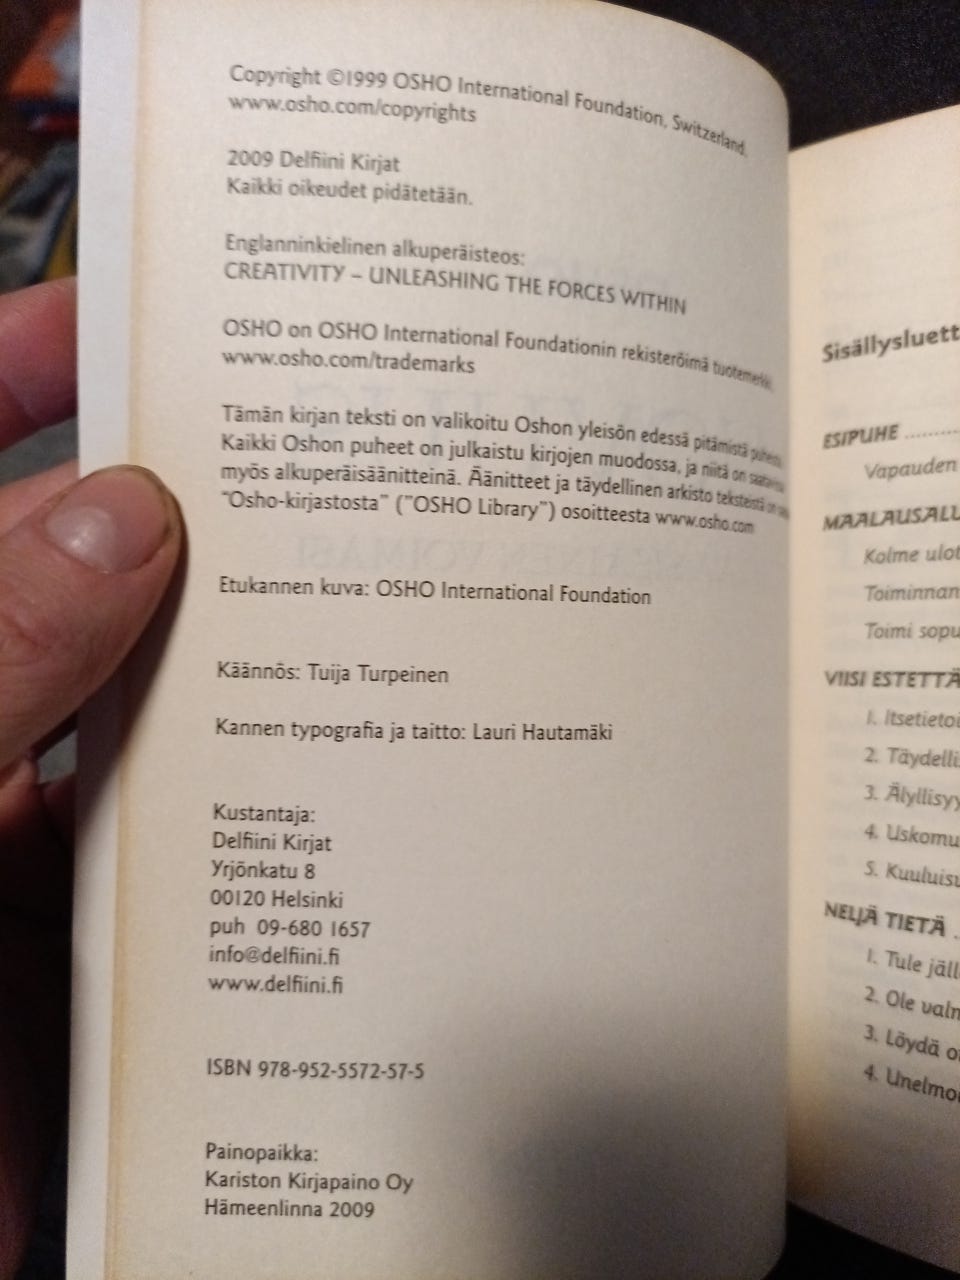 Copyright ©1999 OSHO International Foundation, Switzerland,
www.osho.com/copyrights
2009 Delfiini Kirjat
Kaikki oikeudet pidätetään.
Englanninkielinen alkuperäisteos:
CREATIVITY – UNLEASHING THE FORCES WITHIN
OSHO on OSHO International Foundationin rekisteröimä tuotemerkki,
www.osho.com/trademarks
Tämän kirjan teksti on valikoitu Oshon yleisön edessä pitämistä
Kaikki Oshon puheet on julkaistu kirjojen muodossa, ja niitä on
myös alkuperäisäänitteinä. Äänitteet ja täydellinen arkisto teksteistä on
"Osho-kirjastosta" ("OSHO Library") osoitteesta www.osho.com
Etukannen kuva: OSHO International Foundation
Käännös: Tuija Turpeinen
Kannen typografia ja taitto: Lauri Hautamäki
Kustantaja:
Delfiini Kirjat
Yrjönkatu 8
00120 Helsinki
puh 09-680 1657
info@delfiini.fi
www.delfiini.fi
ISBN 978-952-5572-57-5
Painopaikka:
Kariston Kirjapaino Oy
Hämeenlinna 2009
Sisällysluett
ESIPUHE ..........
Vapauden
MAALAUSALU
Kolme ulot
Toiminnan
Toimi sopu
VIISI ESTETTÄ
1. Itsetietoi
2. Täydelli
3. Älyllisyy
4. Uskomu
5. Kuuluisu
NELJÄ TIETÄ .
1. Tule jäll
2. Ole valm
3. Löydä o
4. Unelmoi